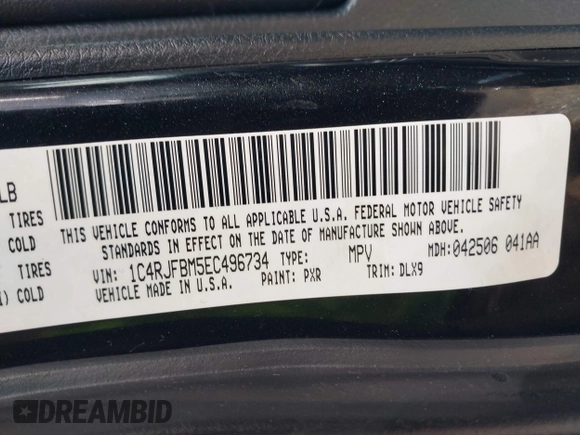 LB
TIRES
COLD
TIRES
) COLD
THIS VEHICLE CONFORMS TO ALL APPLICABLE U.S.A. FEDERAL MOTOR VEHICLE SAFETY
STANDARDS IN EFFECT ON THE DATE OF MANUFACTURE SHOWN ABOVE.
VIN: 1C4RJFBM5EC496734 TYPE: MPV MDH: 042506 041AA
VEHICLE MADE IN U.S.A. PAINT: PXR TRIM: DLX9
DREAMBID